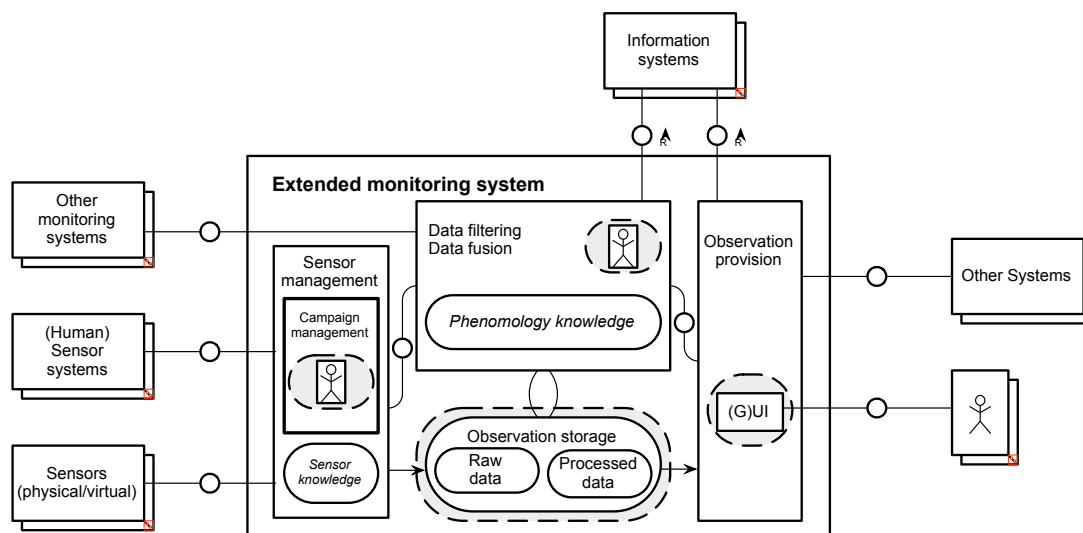 Information
systems
R
R
Extended monitoring system
Other
monitoring
systems
Data filtering
Data fusion
Observation
provision
Sensor
management
Other Systems
Campaign
management
Phenomology knowledge
(Human)
Sensor
systems
(G)UI
Observation storage
Raw
data
Processed
data
Sensor
knowledge
Sensors
(physical/virtual)